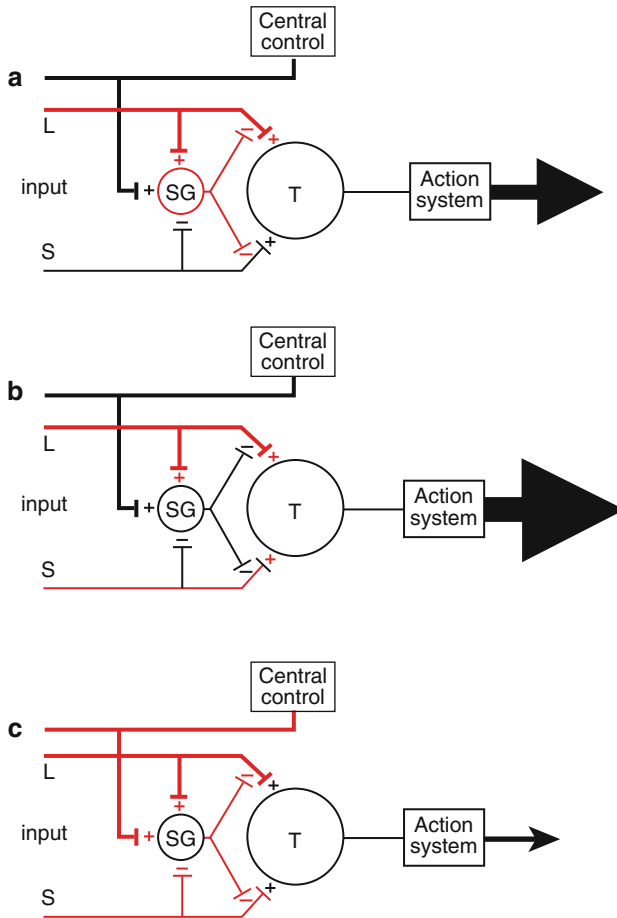 Central
control
a
L
+
+
+
SG
T
Action
system
input
−
−
−
S
+
Central
control
b
L
−
+
+
+
SG
T
Action
system
input
−
−
+
S
Central
control
c
L
−
+
+
+
SG
T
Action
system
input
−
−
+
S